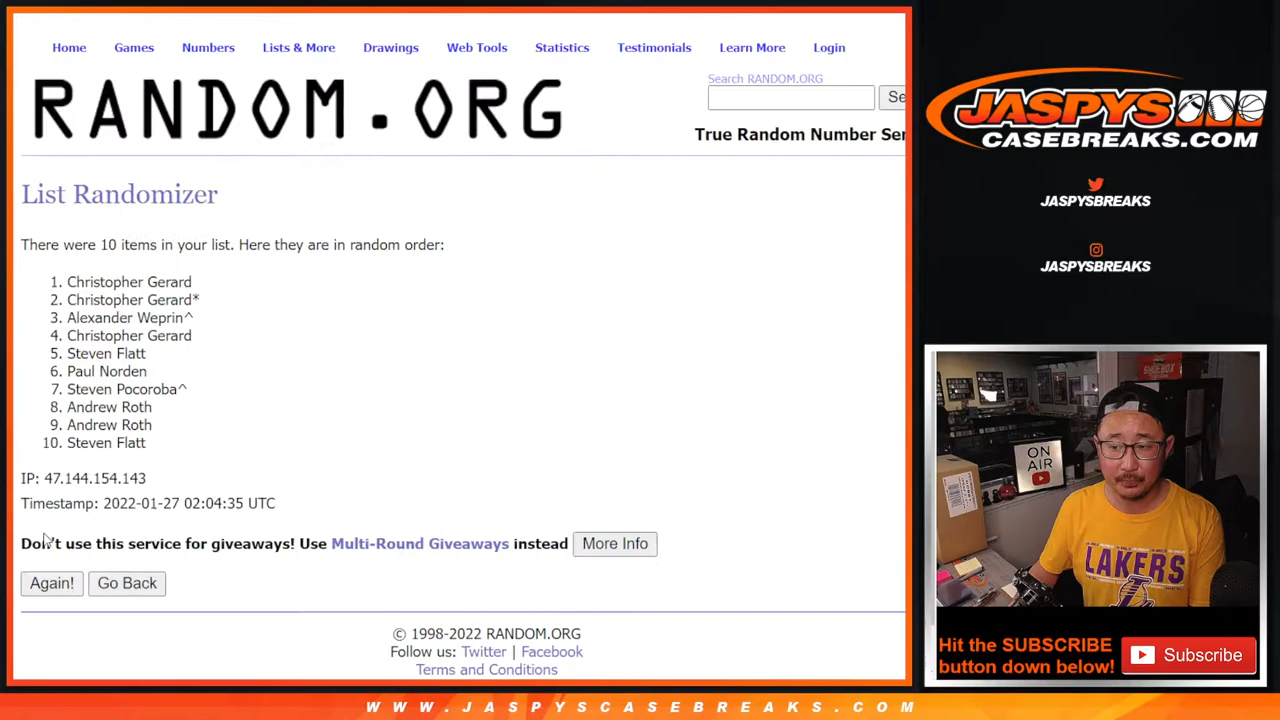 Home Games Numbers Lists & More Drawings Web Tools Statistics Testimonials Learn More Login
Search RANDOM.ORG
RANDOM.ORG
Se
True Random Number Ser
List Randomizer
There were 10 items in your list. Here they are in random order:
1. Christopher Gerard
2. Christopher Gerard*
3. Alexander Weprin^
4. Christopher Gerard
5. Steven Flatt
6. Paul Norden
7. Steven Pocoroba^
8. Andrew Roth
9. Andrew Roth
10. Steven Flatt
IP: 47.144.154.143
Timestamp: 2022-01-27 02:04:35 UTC
Don't use this service for giveaways! Use Multi-Round Giveaways instead More Info
Again! Go Back
© 1998-2022 RANDOM.ORG
Follow us: Twitter | Facebook
Terms and Conditions
JASPYS
CASEBREAKS.COM
JASPYSBREAKS
JASPYSBREAKS
SHOEBOX
ON
AIR
LAKERS
Hit the SUBSCRIBE
button down below!
Subscribe
WWW.JASPYSCASEBREAKS.COM